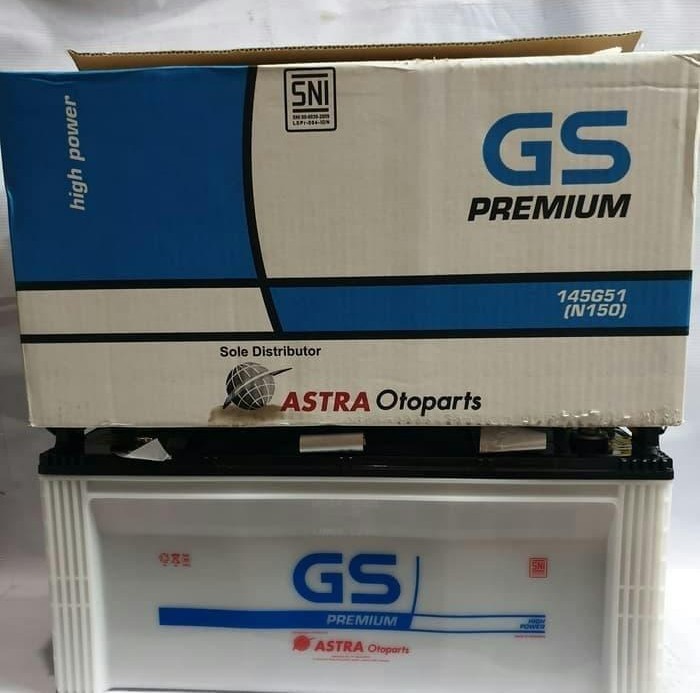 high power
SNI
GS
PREMIUM
145G51
(N150)
Sole Distributor
ASTRA Otoparts
GS
PREMIUM
HIGH
POWER
SNI
ASTRA Otoparts